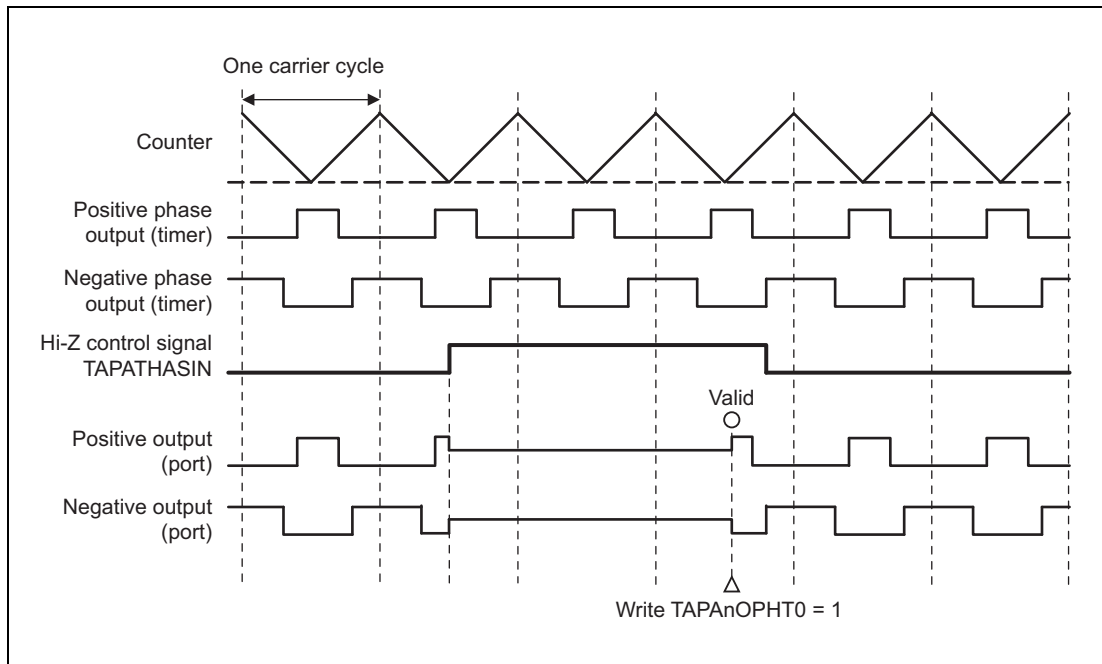 One carrier cycle
Counter
Positive phase
output (timer)
Negative phase
output (timer)
Hi-Z control signal
TAPATHASIN
Valid
Positive output
(port)
Negative output
(port)
Write TAPAnOPHT0 = 1